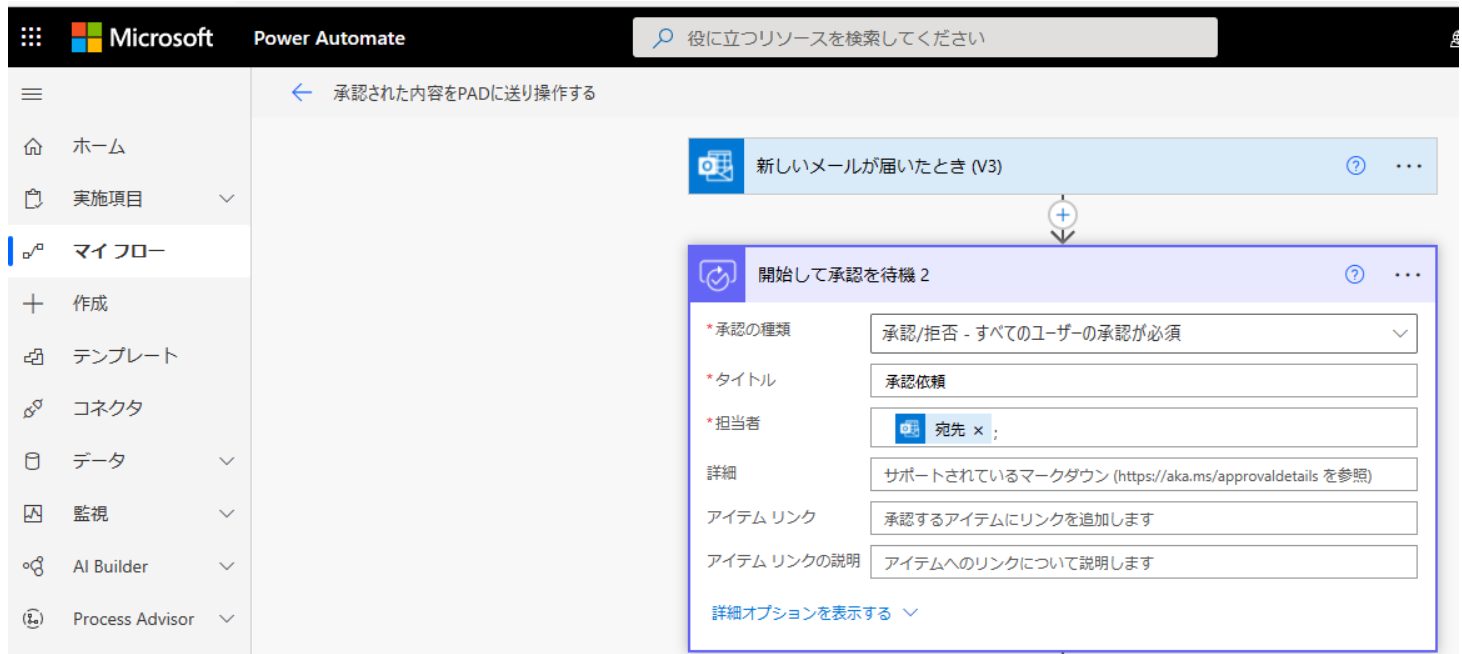 Microsoft Power Automate 役に立つリソースを検索してください
← 承認された内容をPADに送り操作する
ホーム
実施項目
マイ フロー
作成
テンプレート
コネクタ
データ
監視
AI Builder
Process Advisor
新しいメールが届いたとき (V3)
開始して承認を待機 2
*承認の種類 承認/拒否 - すべてのユーザーの承認が必須
*タイトル 承認依頼
*担当者 宛先 × ;
詳細 サポートされているマークダウン (https://aka.ms/approvaldetails を参照)
アイテム リンク 承認するアイテムにリンクを追加します
アイテム リンクの説明 アイテムへのリンクについて説明します
詳細オプションを表示する